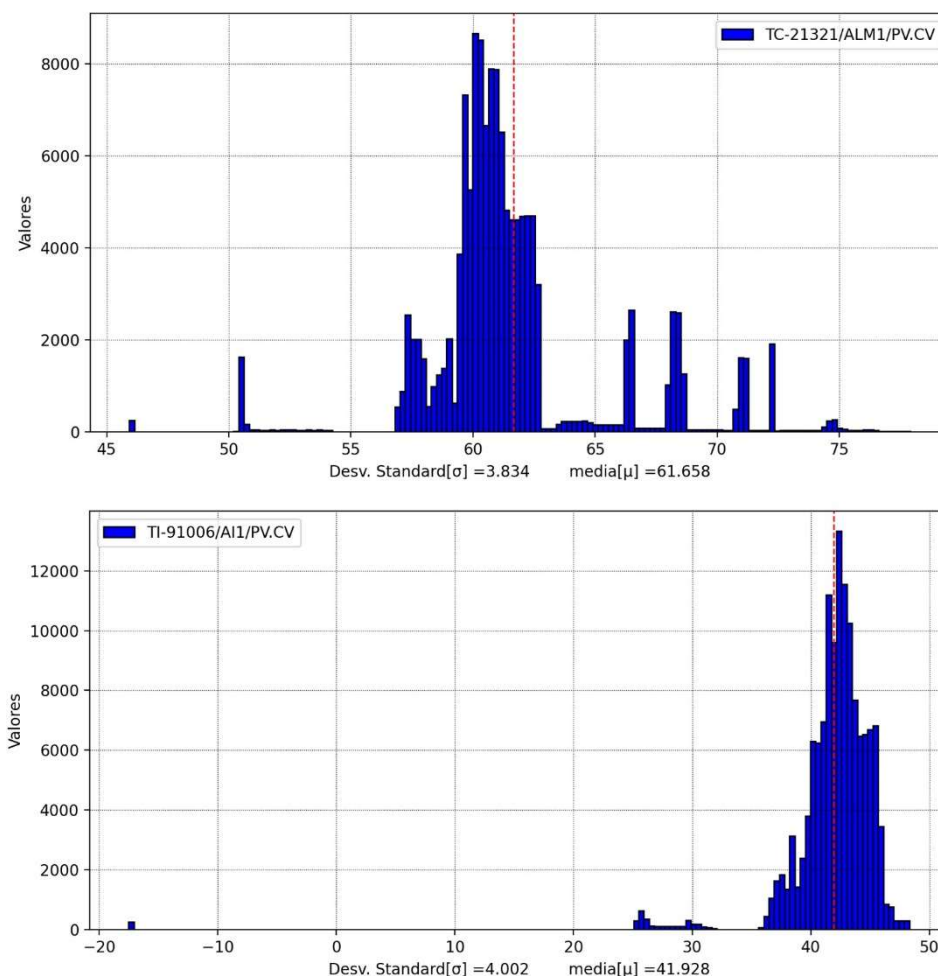 TC-21321/ALM1/PV.CV
8000
6000
4000
2000
0
Valores
45 50 55 60 65 70 75
Desv. Standard[σ] =3.834 media[μ] =61.658
TI-91006/AI1/PV.CV
12000
10000
8000
6000
4000
2000
0
Valores
−20 −10 0 10 20 30 40 50
Desv. Standard[σ] =4.002 media[μ] =41.928